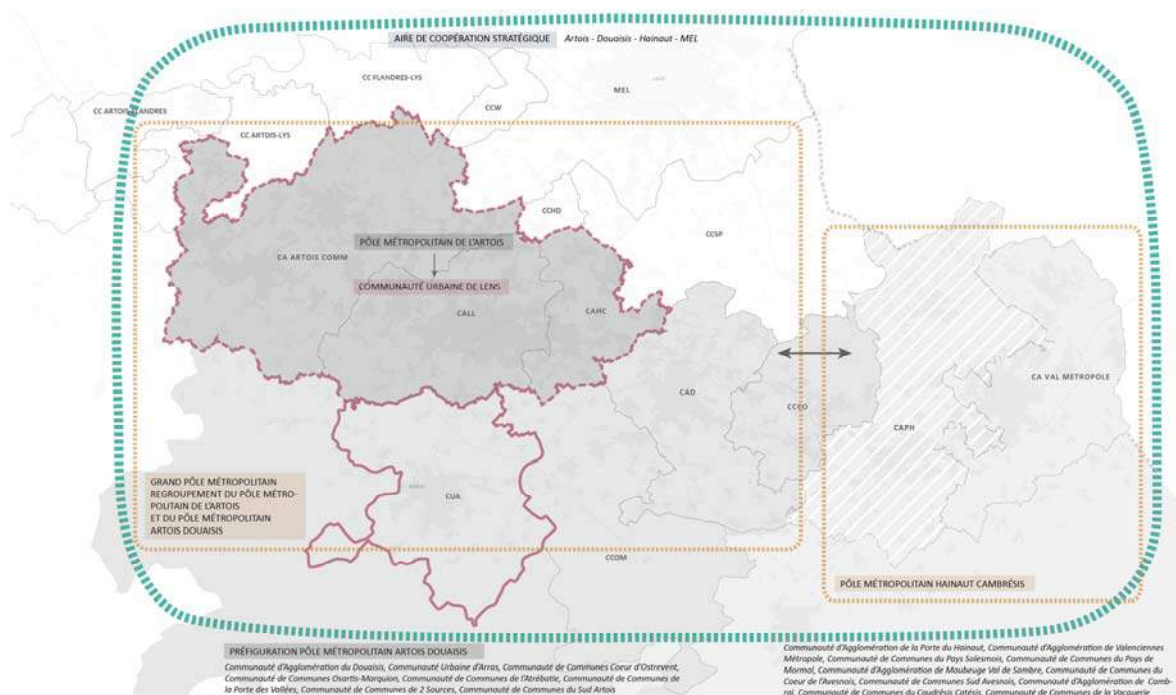 AIRE DE COOPÉRATION STRATÉGIQUE Artois - Douaisis - Hainaut - MEL
CC FLANDRES-LYS
MEL
CC ARTOIS-FLANDRES
CCW
CC ARTOIS-LYS
CCHD
CCSP
PÔLE MÉTROPOLITAIN DE L'ARTOIS
CA ARTOIS COMM
COMMUNAUTÉ URBAINE DE LENS
CALL
CAHC
CA VAL METROPOLE
CAD
CCCO
CAPH
GRAND PÔLE MÉTROPOLITAIN
REGROUPEMENT DU PÔLE MÉTRO-
POLITAIN DE L'ARTOIS
ET DU PÔLE MÉTROPOLITAIN
ARTOIS DOUAISIS
CUA
CCOM
PÔLE MÉTROPOLITAIN HAINAUT CAMBRÉSIS
PRÉFIGURATION PÔLE MÉTROPOLITAIN ARTOIS DOUAISIS
Communauté d'Agglomération du Douaisis, Communauté Urbaine d'Arras, Communauté de Communes Coeur d'Ostrevent,
Communauté de Communes Osartis-Marquion, Communauté de Communes de l'Atrébatie, Communauté de Communes de
la Porte des Vallées, Communauté de Communes de 2 Sources, Communauté de Communes du Sud Artois
Communauté d'Agglomération de la Porte du Hainaut, Communauté d'Agglomération de Valenciennes
Métropole, Communauté de Communes du Pays Solesmois, Communauté de Communes du Pays de
Mormal, Communauté d'Agglomération de Maubeuge Val de Sambre, Communauté de Communes du
Coeur de l'Avesnois, Communauté de Communes Sud Avesnois, Communauté d'Agglomération de Camb-
rai, Communauté de Communes du Caudrésis Catésis, Communauté de Communes de la Vacquerie